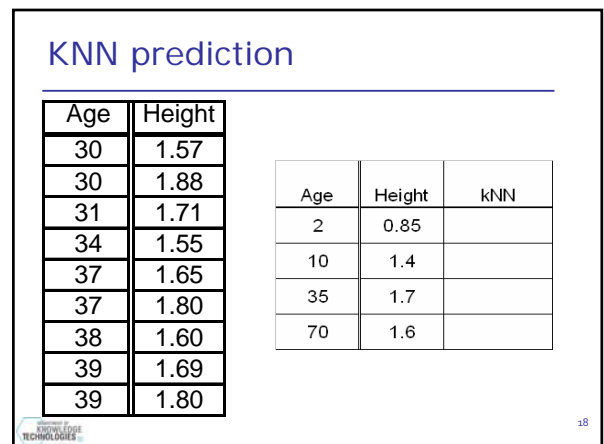 KNN prediction
Age Height
30 1.57
30 1.88
31 1.71
34 1.55
37 1.65
37 1.80
38 1.60
39 1.69
39 1.80
Age Height kNN
2 0.85
10 1.4
35 1.7
70 1.6
KNOWLEDGE
TECHNOLOGIES
18